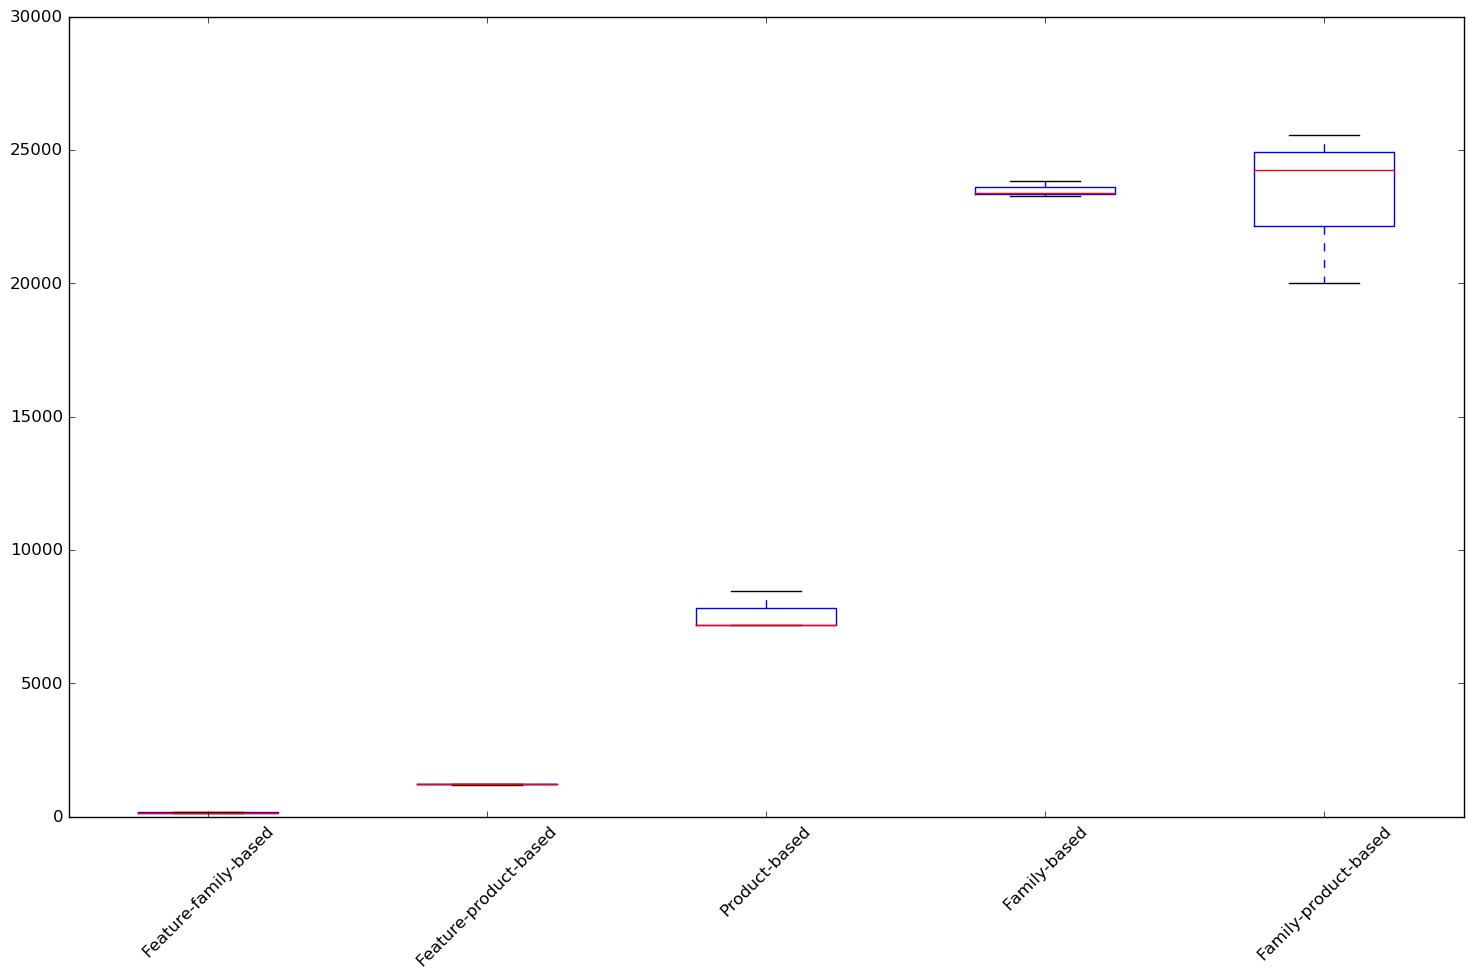 30000
25000
20000
15000
10000
5000
0
Feature-family-based
Feature-product-based
Product-based
Family-based
Family-product-based